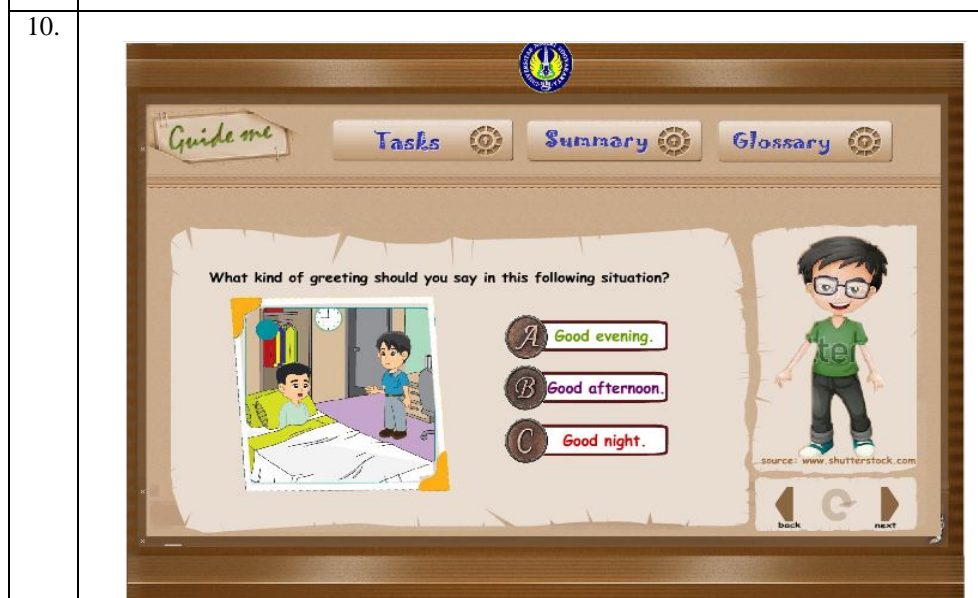 10.
Guide me
Tasks
Summary
Glossary
What kind of greeting should you say in this following situation?
A Good evening.
B Good afternoon.
C Good night.
ter
source: www.shutterstock.com
back
next